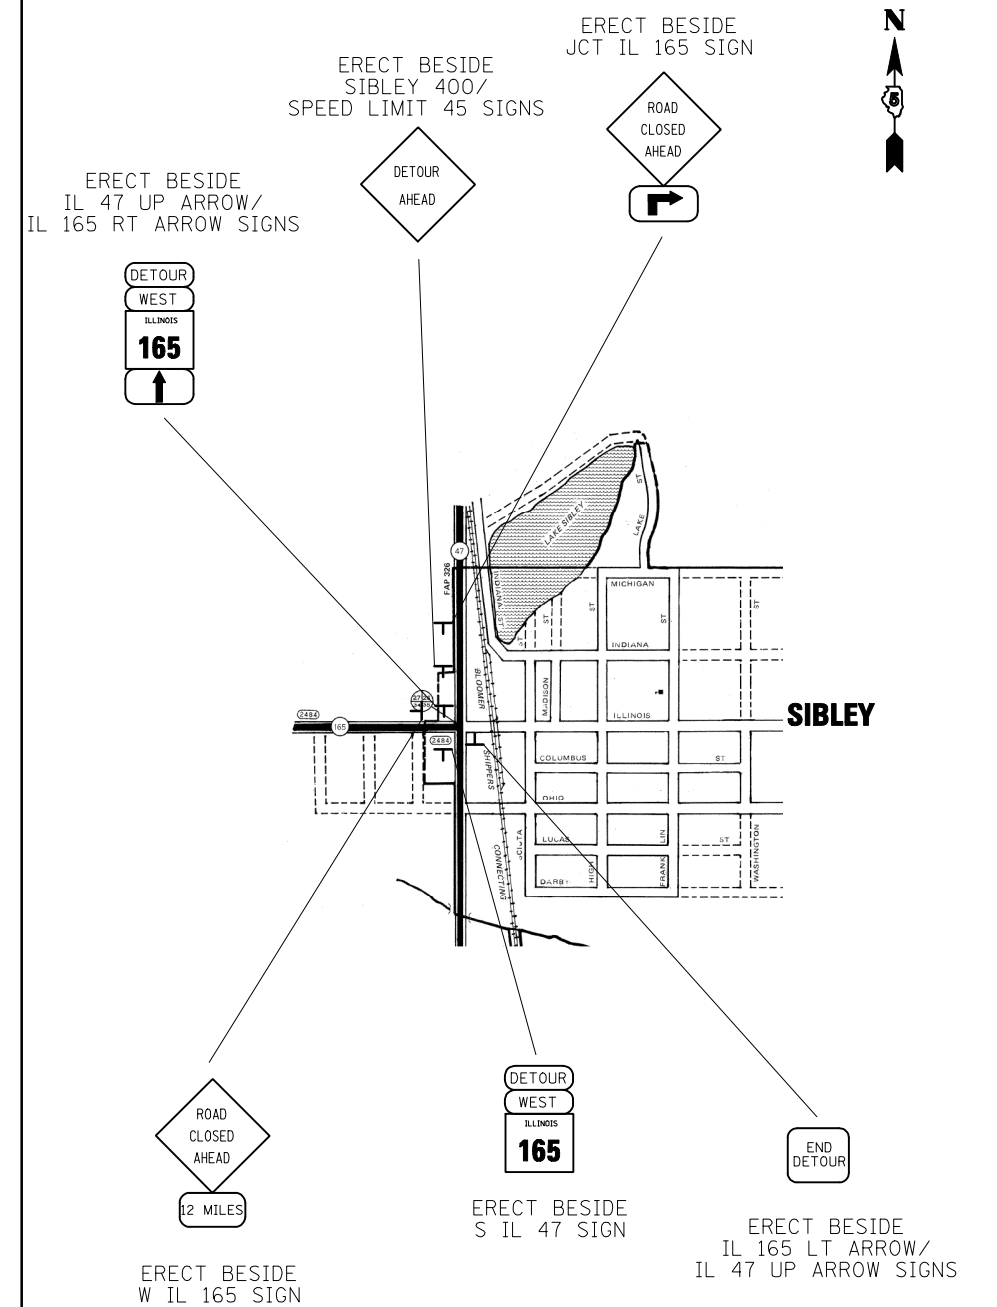 ERECT BESIDE
JCT IL 165 SIGN
N
5
ROAD
CLOSED
AHEAD
ERECT BESIDE
SIBLEY 400/
SPEED LIMIT 45 SIGNS
DETOUR
AHEAD
ERECT BESIDE
IL 47 UP ARROW/
IL 165 RT ARROW SIGNS
DETOUR
WEST
ILLINOIS
165
LAKE SIBLEY
LAKE
ST
47
FAP 326
INDIANA ST
MICHIGAN
ST
ST
ST
ST
ST
INDIANA
BLOOMER
MADISON
ILLINOIS
SIBLEY
2484
165
2484
SHIPPERS
COLUMBUS
ST
OHIO
SCIOTA
LUCAS
ST
LIN
WASHINGTON
CONNECTING
DARBY
HIGH
FRANK
ROAD
CLOSED
AHEAD
12 MILES
ERECT BESIDE
W IL 165 SIGN
DETOUR
WEST
ILLINOIS
165
ERECT BESIDE
S IL 47 SIGN
END
DETOUR
ERECT BESIDE
IL 165 LT ARROW/
IL 47 UP ARROW SIGNS